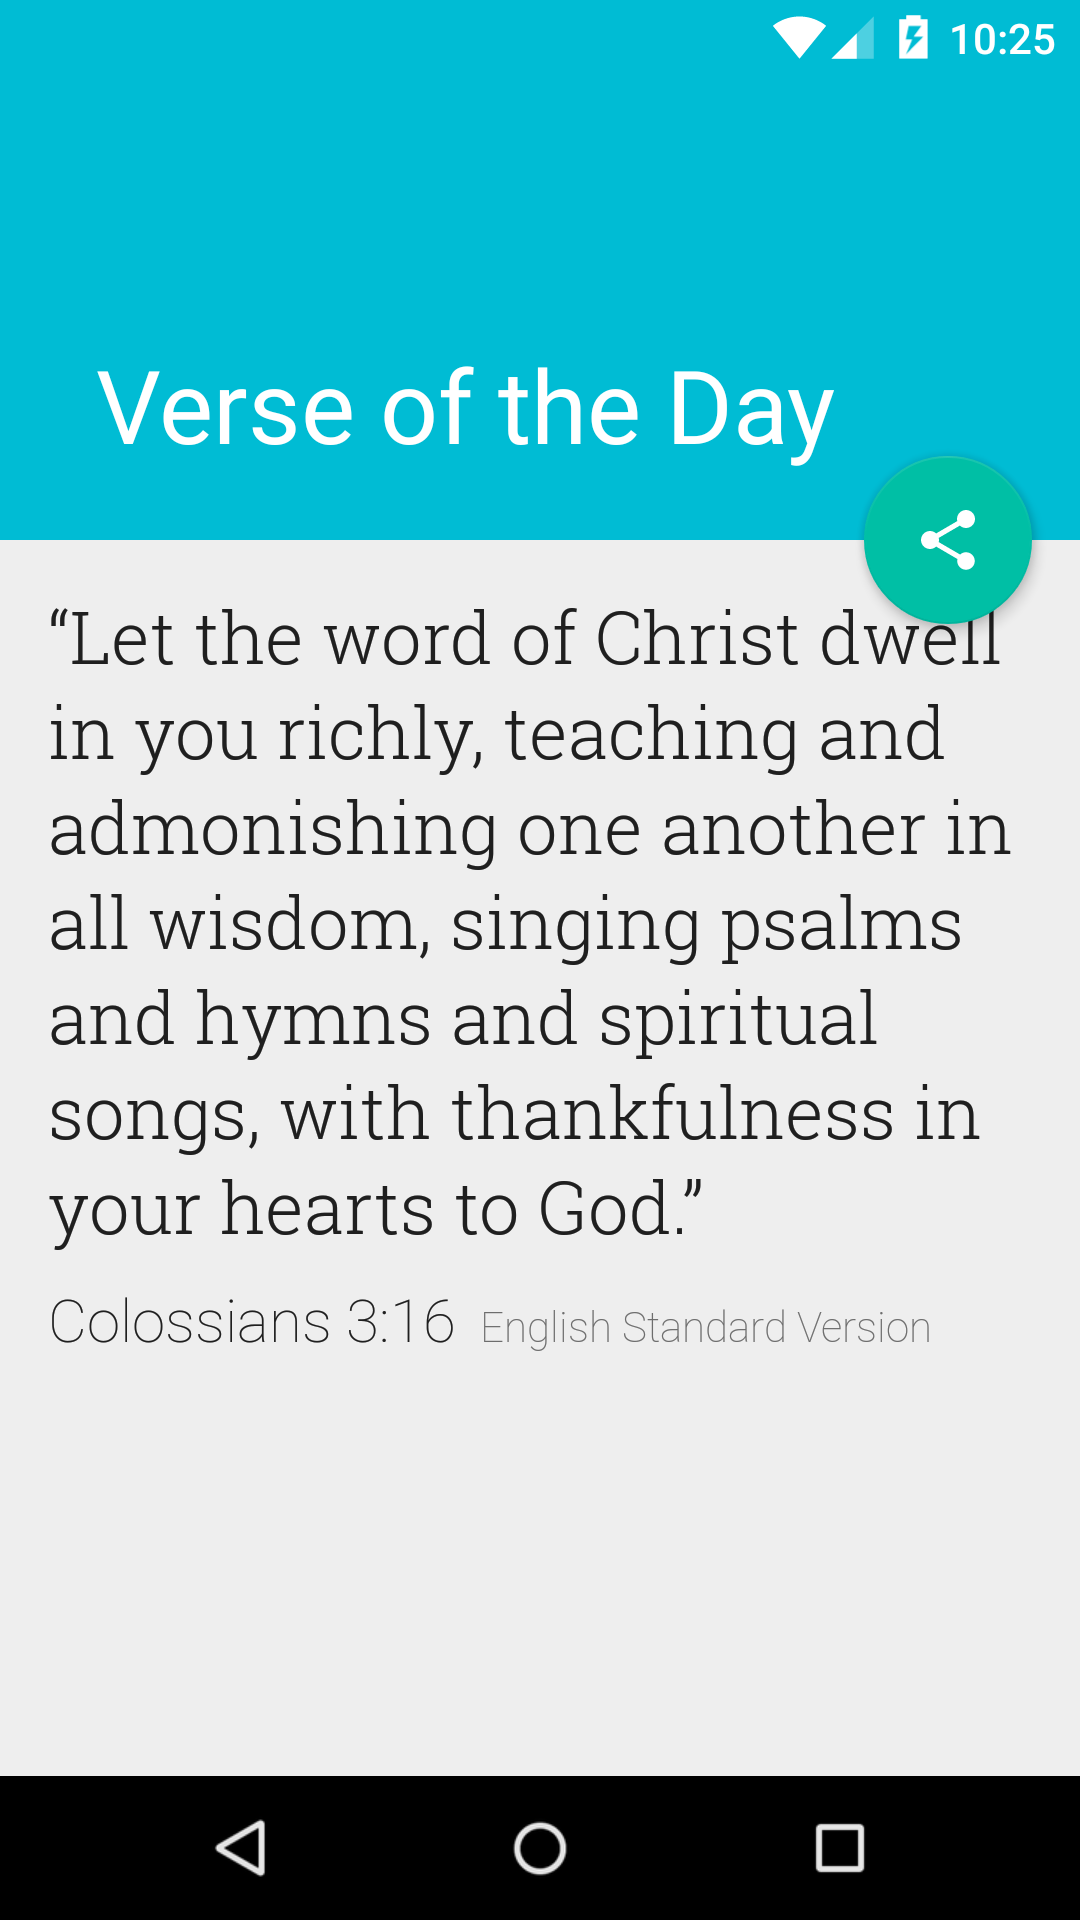 10:25
Verse of the Day
“Let the word of Christ dwell
in you richly, teaching and
admonishing one another in
all wisdom, singing psalms
and hymns and spiritual
songs, with thankfulness in
your hearts to God.”
Colossians 3:16 English Standard Version